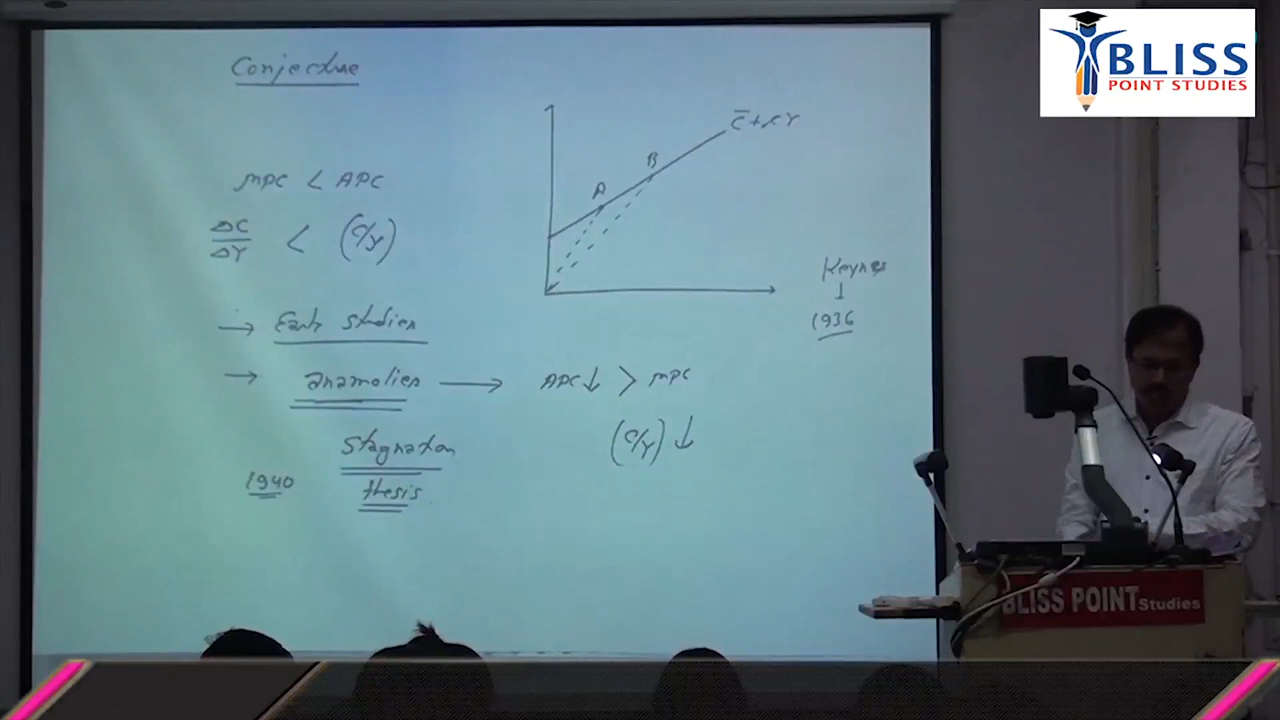 BLISS
POINT STUDIES
Conjecture
C̅ + cY
B
A
MPC < APC
ΔC/ΔY < (C/Y)
Keynes
↓
1936
→ Early studies
→ anamolies → APC↓ > MPC
(C/Y) ↓
Stagnation
1940 thesis
BLISS POINT Studies